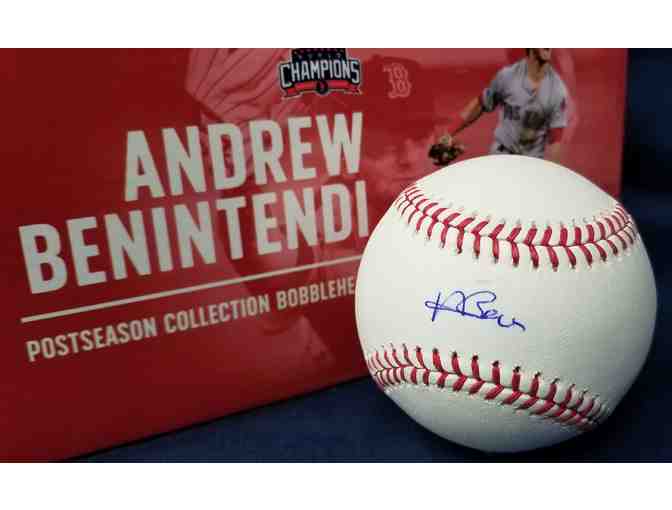 CHAMPIONS
B
ANDREW
BENINTENDI
POSTSEASON COLLECTION BOBBLEHE